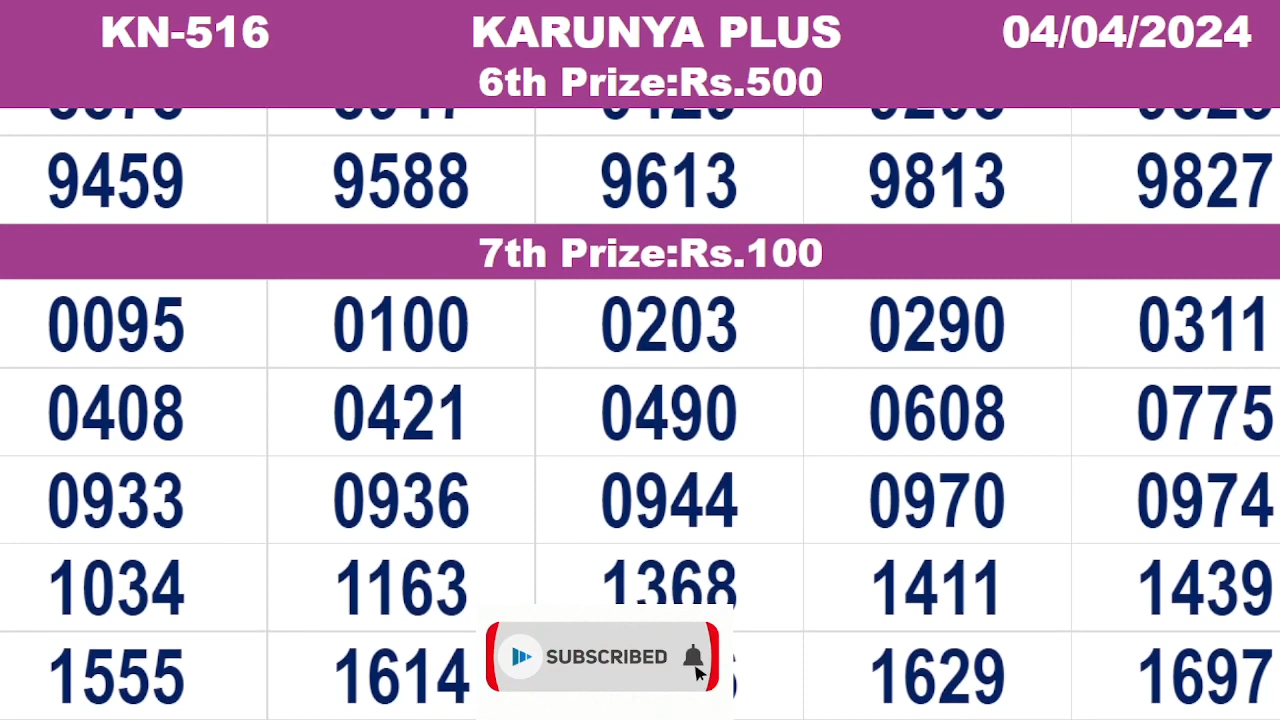 KN-516 KARUNYA PLUS 04/04/2024
6th Prize:Rs.500
9459 9588 9613 9813 9827
7th Prize:Rs.100
0095 0100 0203 0290 0311
0408 0421 0490 0608 0775
0933 0936 0944 0970 0974
1034 1163 1368 1411 1439
1555 1614 1629 1697
SUBSCRIBED